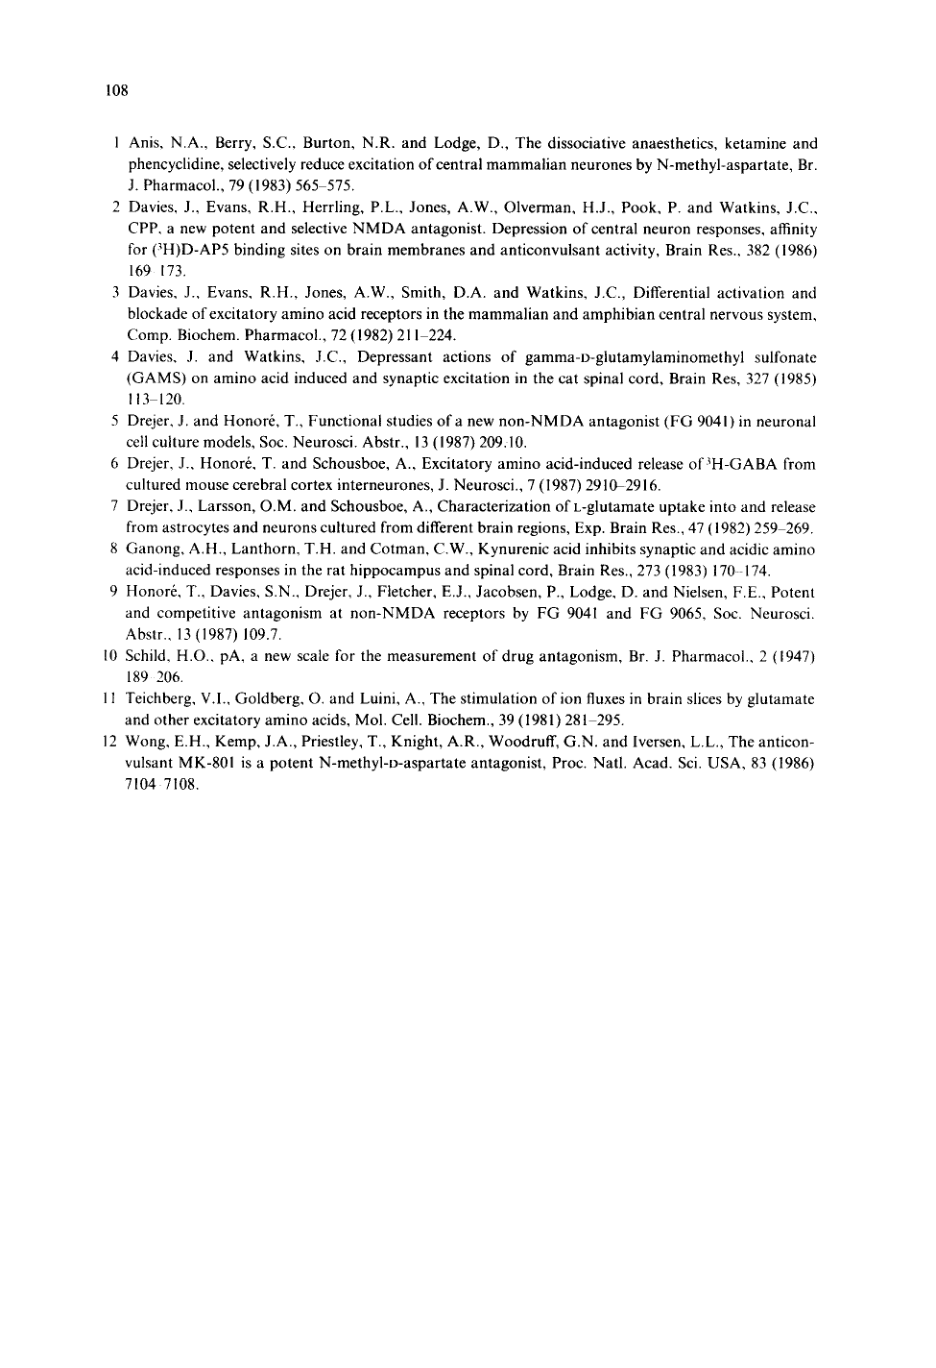 108
1 Anis, N.A., Berry, S.C., Burton, N.R. and Lodge, D., The dissociative anaesthetics, ketamine and
phencyclidine, selectively reduce excitation of central mammalian neurones by N-methyl-aspartate, Br.
J. Pharmacol., 79 (1983) 565–575.
2 Davies, J., Evans, R.H., Herrling, P.L., Jones, A.W., Olverman, H.J., Pook, P. and Watkins, J.C.,
CPP, a new potent and selective NMDA antagonist. Depression of central neuron responses, affinity
for (³H)D-AP5 binding sites on brain membranes and anticonvulsant activity, Brain Res., 382 (1986)
169–173.
3 Davies, J., Evans, R.H., Jones, A.W., Smith, D.A. and Watkins, J.C., Differential activation and
blockade of excitatory amino acid receptors in the mammalian and amphibian central nervous system,
Comp. Biochem. Pharmacol., 72 (1982) 211–224.
4 Davies, J. and Watkins, J.C., Depressant actions of gamma-D-glutamylaminomethyl sulfonate
(GAMS) on amino acid induced and synaptic excitation in the cat spinal cord, Brain Res, 327 (1985)
113–120.
5 Drejer, J. and Honoré, T., Functional studies of a new non-NMDA antagonist (FG 9041) in neuronal
cell culture models, Soc. Neurosci. Abstr., 13 (1987) 209.10.
6 Drejer, J., Honoré, T. and Schousboe, A., Excitatory amino acid-induced release of ³H-GABA from
cultured mouse cerebral cortex interneurones, J. Neurosci., 7 (1987) 2910–2916.
7 Drejer, J., Larsson, O.M. and Schousboe, A., Characterization of L-glutamate uptake into and release
from astrocytes and neurons cultured from different brain regions, Exp. Brain Res., 47 (1982) 259–269.
8 Ganong, A.H., Lanthorn, T.H. and Cotman, C.W., Kynurenic acid inhibits synaptic and acidic amino
acid-induced responses in the rat hippocampus and spinal cord, Brain Res., 273 (1983) 170–174.
9 Honoré, T., Davies, S.N., Drejer, J., Fletcher, E.J., Jacobsen, P., Lodge, D. and Nielsen, F.E., Potent
and competitive antagonism at non-NMDA receptors by FG 9041 and FG 9065, Soc. Neurosci.
Abstr., 13 (1987) 109.7.
10 Schild, H.O., pA, a new scale for the measurement of drug antagonism, Br. J. Pharmacol., 2 (1947)
189–206.
11 Teichberg, V.I., Goldberg, O. and Luini, A., The stimulation of ion fluxes in brain slices by glutamate
and other excitatory amino acids, Mol. Cell. Biochem., 39 (1981) 281–295.
12 Wong, E.H., Kemp, J.A., Priestley, T., Knight, A.R., Woodruff, G.N. and Iversen, L.L., The anticon-
vulsant MK-801 is a potent N-methyl-D-aspartate antagonist, Proc. Natl. Acad. Sci. USA, 83 (1986)
7104–7108.